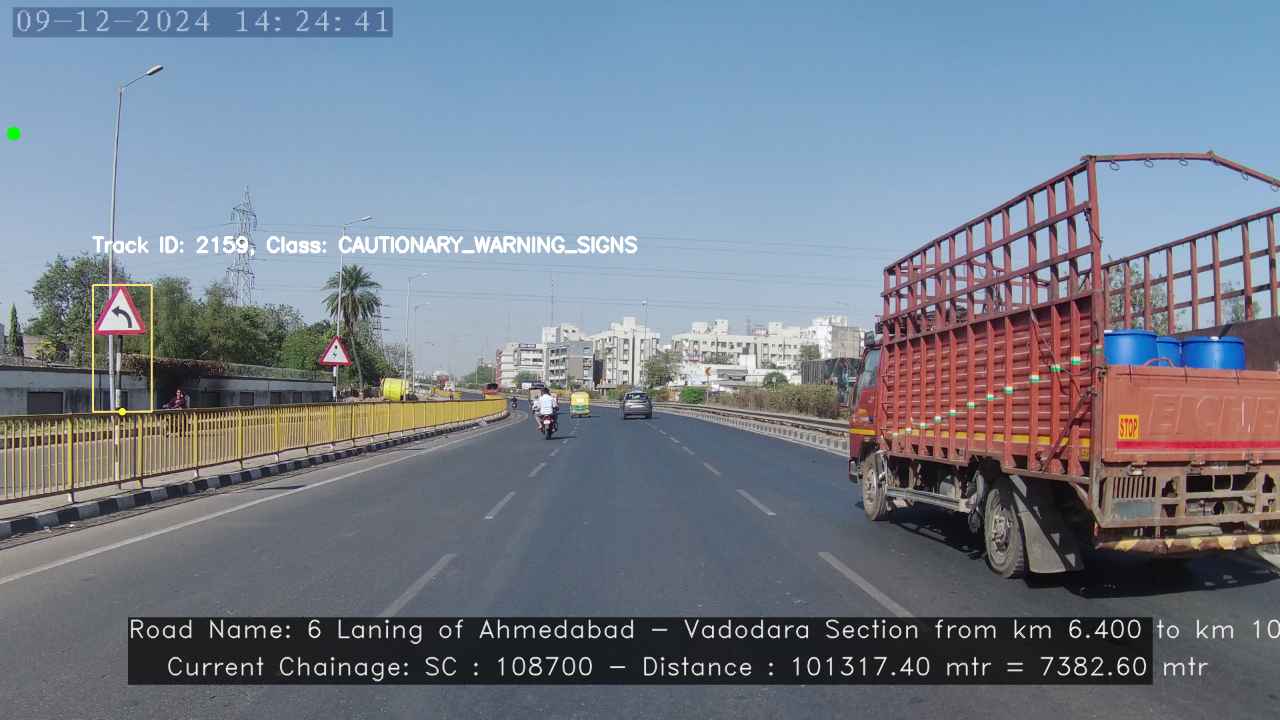 09-12-2024 14:24:41
Track ID: 2159, Class: CAUTIONARY_WARNING_SIGNS
STOP
EICHER
Road Name: 6 Laning of Ahmedabad - Vadodara Section from km 6.400 to km 10
Current Chainage: SC : 108700 - Distance : 101317.40 mtr = 7382.60 mtr